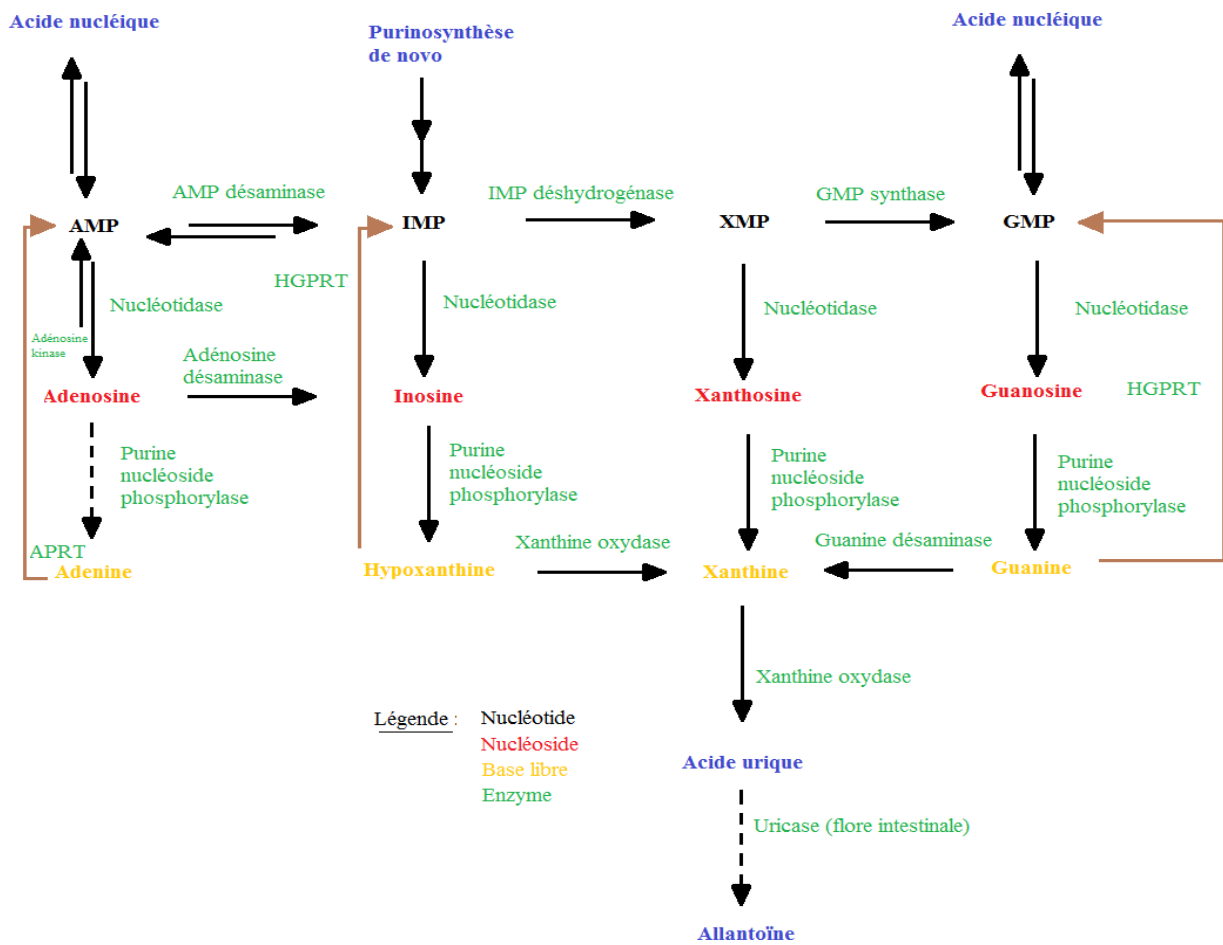 Acide nucléique
Purinosynthèse
de novo
Acide nucléique
AMP désaminase
IMP déshydrogénase
GMP synthase
AMP
IMP
XMP
GMP
HGPRT
Nucléotidase
Nucléotidase
Nucléotidase
Nucléotidase
Adénosine
kinase
Adénosine
désaminase
Adenosine
Inosine
Xanthosine
Guanosine
HGPRT
Purine
nucléoside
phosphorylase
Purine
nucléoside
phosphorylase
Purine
nucléoside
phosphorylase
Purine
nucléoside
phosphorylase
APRT
Xanthine oxydase
Guanine désaminase
Adenine
Hypoxanthine
Xanthine
Guanine
Xanthine oxydase
Légende :
Nucléotide
Nucléoside
Base libre
Enzyme
Acide urique
Uricase (flore intestinale)
Allantoïne